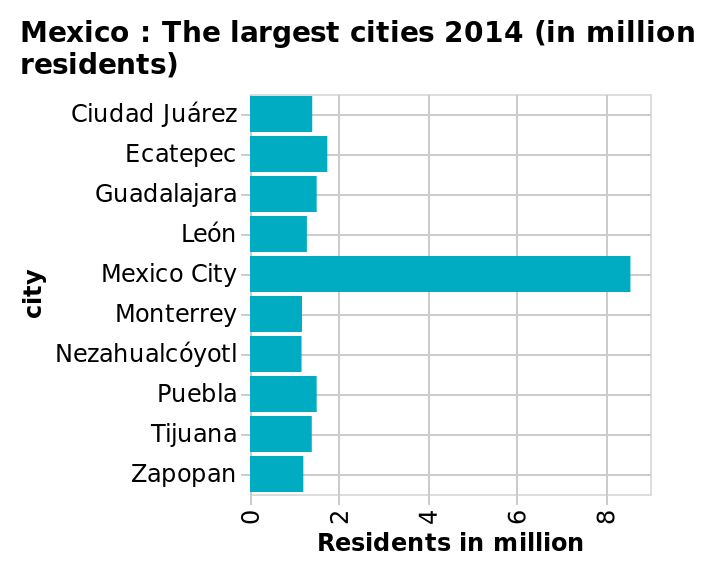 Mexico : The largest cities 2014 (in million
residents)
Ciudad Juárez
Ecatepec
Guadalajara
León
Mexico City
Monterrey
Nezahualcóyotl
Puebla
Tijuana
Zapopan
city
0 2 4 6 8
Residents in million